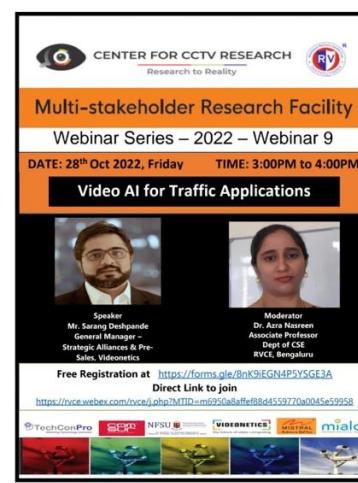 CENTER FOR CCTV RESEARCH
Research to Reality
RV
Multi-stakeholder Research Facility
Webinar Series – 2022 – Webinar 9
DATE: 28th Oct 2022, Friday TIME: 3:00PM to 4:00PM
Video AI for Traffic Applications
Speaker
Mr. Sarang Deshpande
General Manager –
Strategic Alliances & Pre-
Sales, Videonetics
Moderator
Dr. Azra Nasreen
Associate Professor
Dept of CSE
RVCE, Bengaluru
Free Registration at https://forms.gle/8nK9iEGN4P5YSGE3A
Direct Link to join
https://rvce.webex.com/rvce/j.php?MTID=m6950a8affef88d4559770a0045e59958
TechConPro
COM SUR
NFSU
VIDEONETICS
MISTRAL
mialo